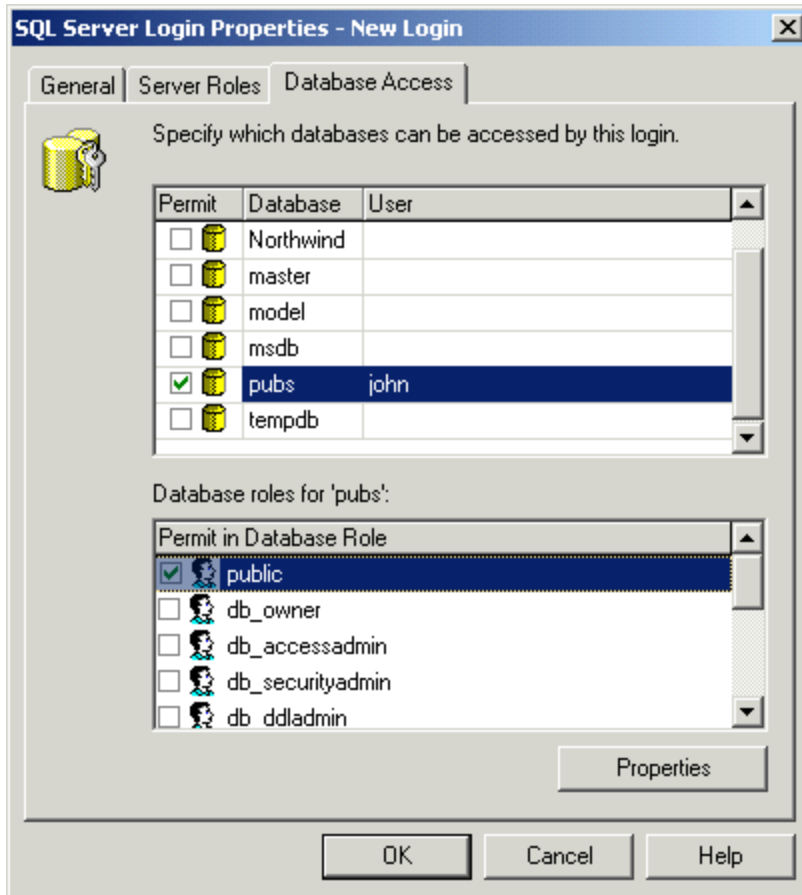 SQL Server Login Properties - New Login
General Server Roles Database Access
Specify which databases can be accessed by this login.
Permit Database User
Northwind
master
model
msdb
pubs john
tempdb
Database roles for 'pubs':
Permit in Database Role
public
db_owner
db_accessadmin
db_securityadmin
db_ddladmin
Properties
OK Cancel Help